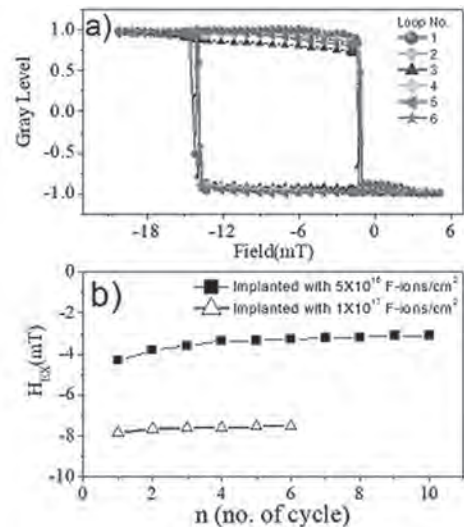 a)
Gray Level
1.0
0.5
0.0
-0.5
-1.0
Loop No.
1
2
3
4
5
6
-18 -12 -6 0 6
Field(mT)
b)
H_EX(mT)
0
-2
-4
-6
-8
-10
Implanted with 5X10¹⁶ F-ions/cm²
Implanted with 1X10¹⁷ F-ions/cm²
0 2 4 6 8 10
n (no. of cycle)